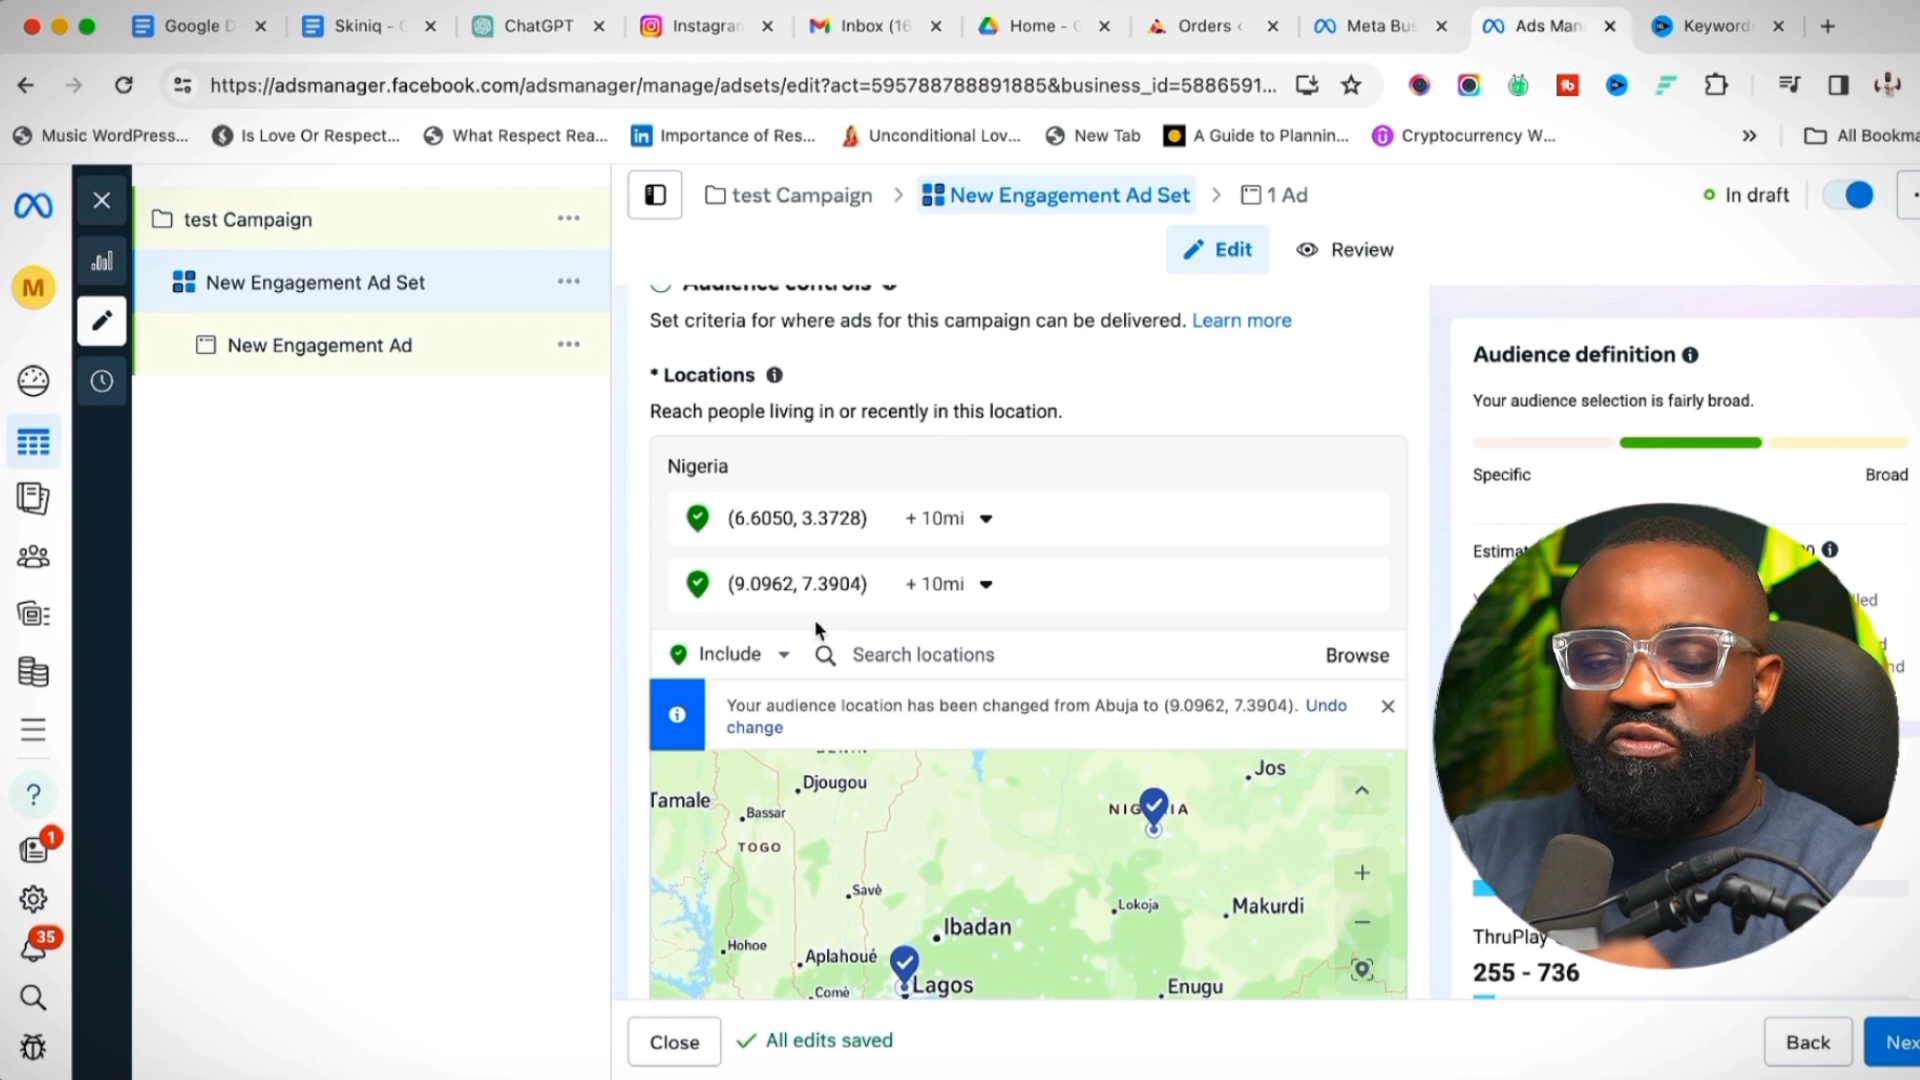 Google D
Skiniq - G
ChatGPT
Instagram
Inbox (16
Home - G
Orders ‹
Meta Bus
Ads Man
Keyword
https://adsmanager.facebook.com/adsmanager/manage/adsets/edit?act=595788788891885&business_id=5886591...
Music WordPress...
Is Love Or Respect...
What Respect Rea...
Importance of Res...
Unconditional Lov...
New Tab
A Guide to Plannin...
Cryptocurrency W...
»
All Bookma
test Campaign
New Engagement Ad Set
New Engagement Ad
M
1
35
test Campaign > New Engagement Ad Set > 1 Ad
In draft
Edit
Review
Audience controls
Set criteria for where ads for this campaign can be delivered. Learn more
* Locations
Reach people living in or recently in this location.
Nigeria
(6.6050, 3.3728) + 10mi
(9.0962, 7.3904) + 10mi
Include
Search locations
Browse
Your audience location has been changed from Abuja to (9.0962, 7.3904). Undo
change
Djougou
Jos
Tamale
Bassar
NIGERIA
TOGO
Savè
Lokoja
Makurdi
Ibadan
Hohoe
Aplahoué
Lagos
Comè
Enugu
Audience definition
Your audience selection is fairly broad.
Specific
Broad
ThruPlay
255 - 736
Close
All edits saved
Back
Nex